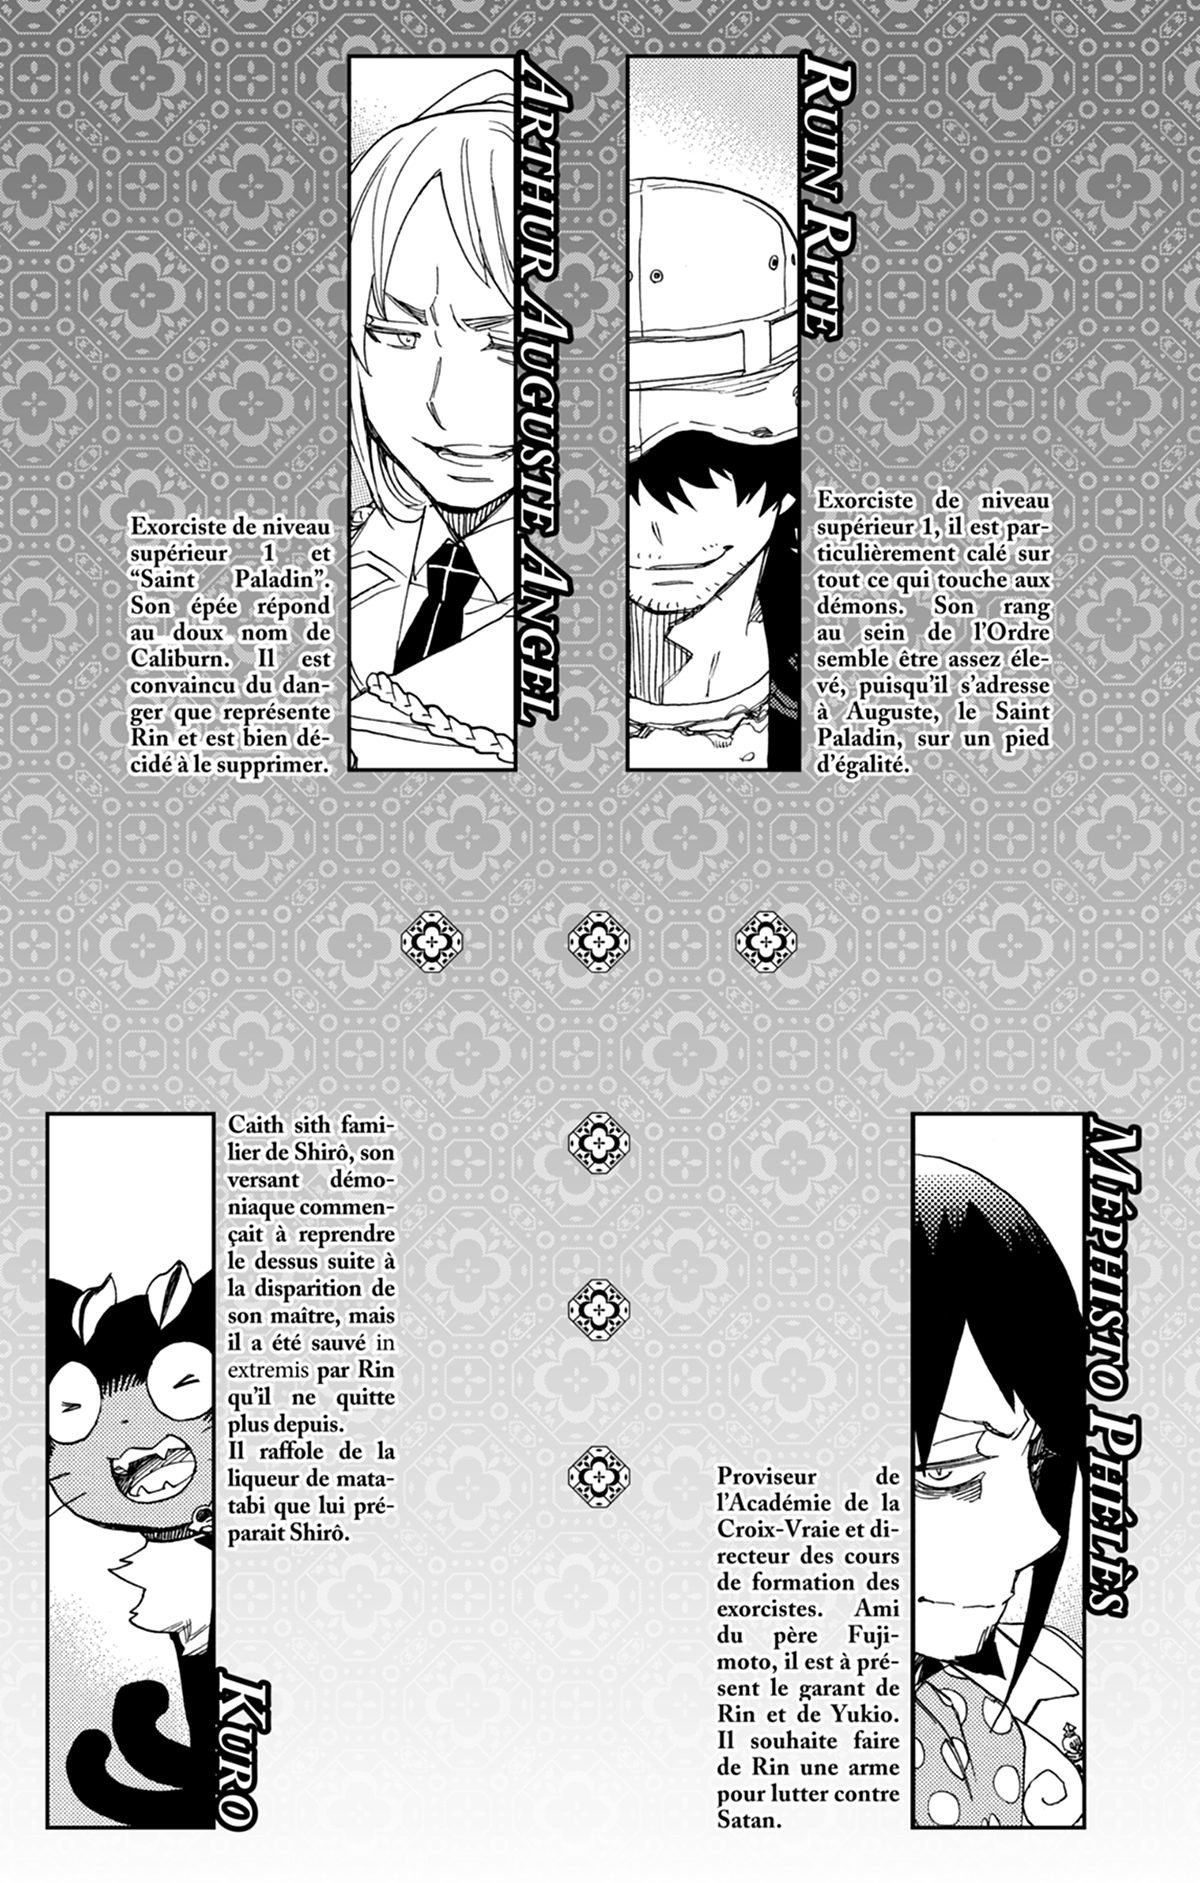 RUIN RITE
Exorciste de niveau
supérieur 1, il est par-
ticulièrement calé sur
tout ce qui touche aux
démons. Son rang
au sein de l'Ordre
semble être assez éle-
vé, puisqu'il s'adresse
à Auguste, le Saint
Paladin, sur un pied
d'égalité.
ARTHUR AUGUSTE ANGEL
Exorciste de niveau
supérieur 1 et
“Saint Paladin”.
Son épée répond
au doux nom de
Caliburn. Il est
convaincu du dan-
ger que représente
Rin et est bien dé-
cidé à le supprimer.
MÉPHISTO PHÉLÈS
Proviseur de
l'Académie de la
Croix-Vraie et di-
recteur des cours
de formation des
exorcistes. Ami
du père Fuji-
moto, il est à pré-
sent le garant de
Rin et de Yukio.
Il souhaite faire
de Rin une arme
pour lutter contre
Satan.
KURO
Caith sith fami-
lier de Shirô, son
versant démo-
niaque commen-
çait à reprendre
le dessus suite à
la disparition de
son maître, mais
il a été sauvé in
extremis par Rin
qu'il ne quitte
plus depuis.
Il raffole de la
liqueur de mata-
tabi que lui pré-
parait Shirô.